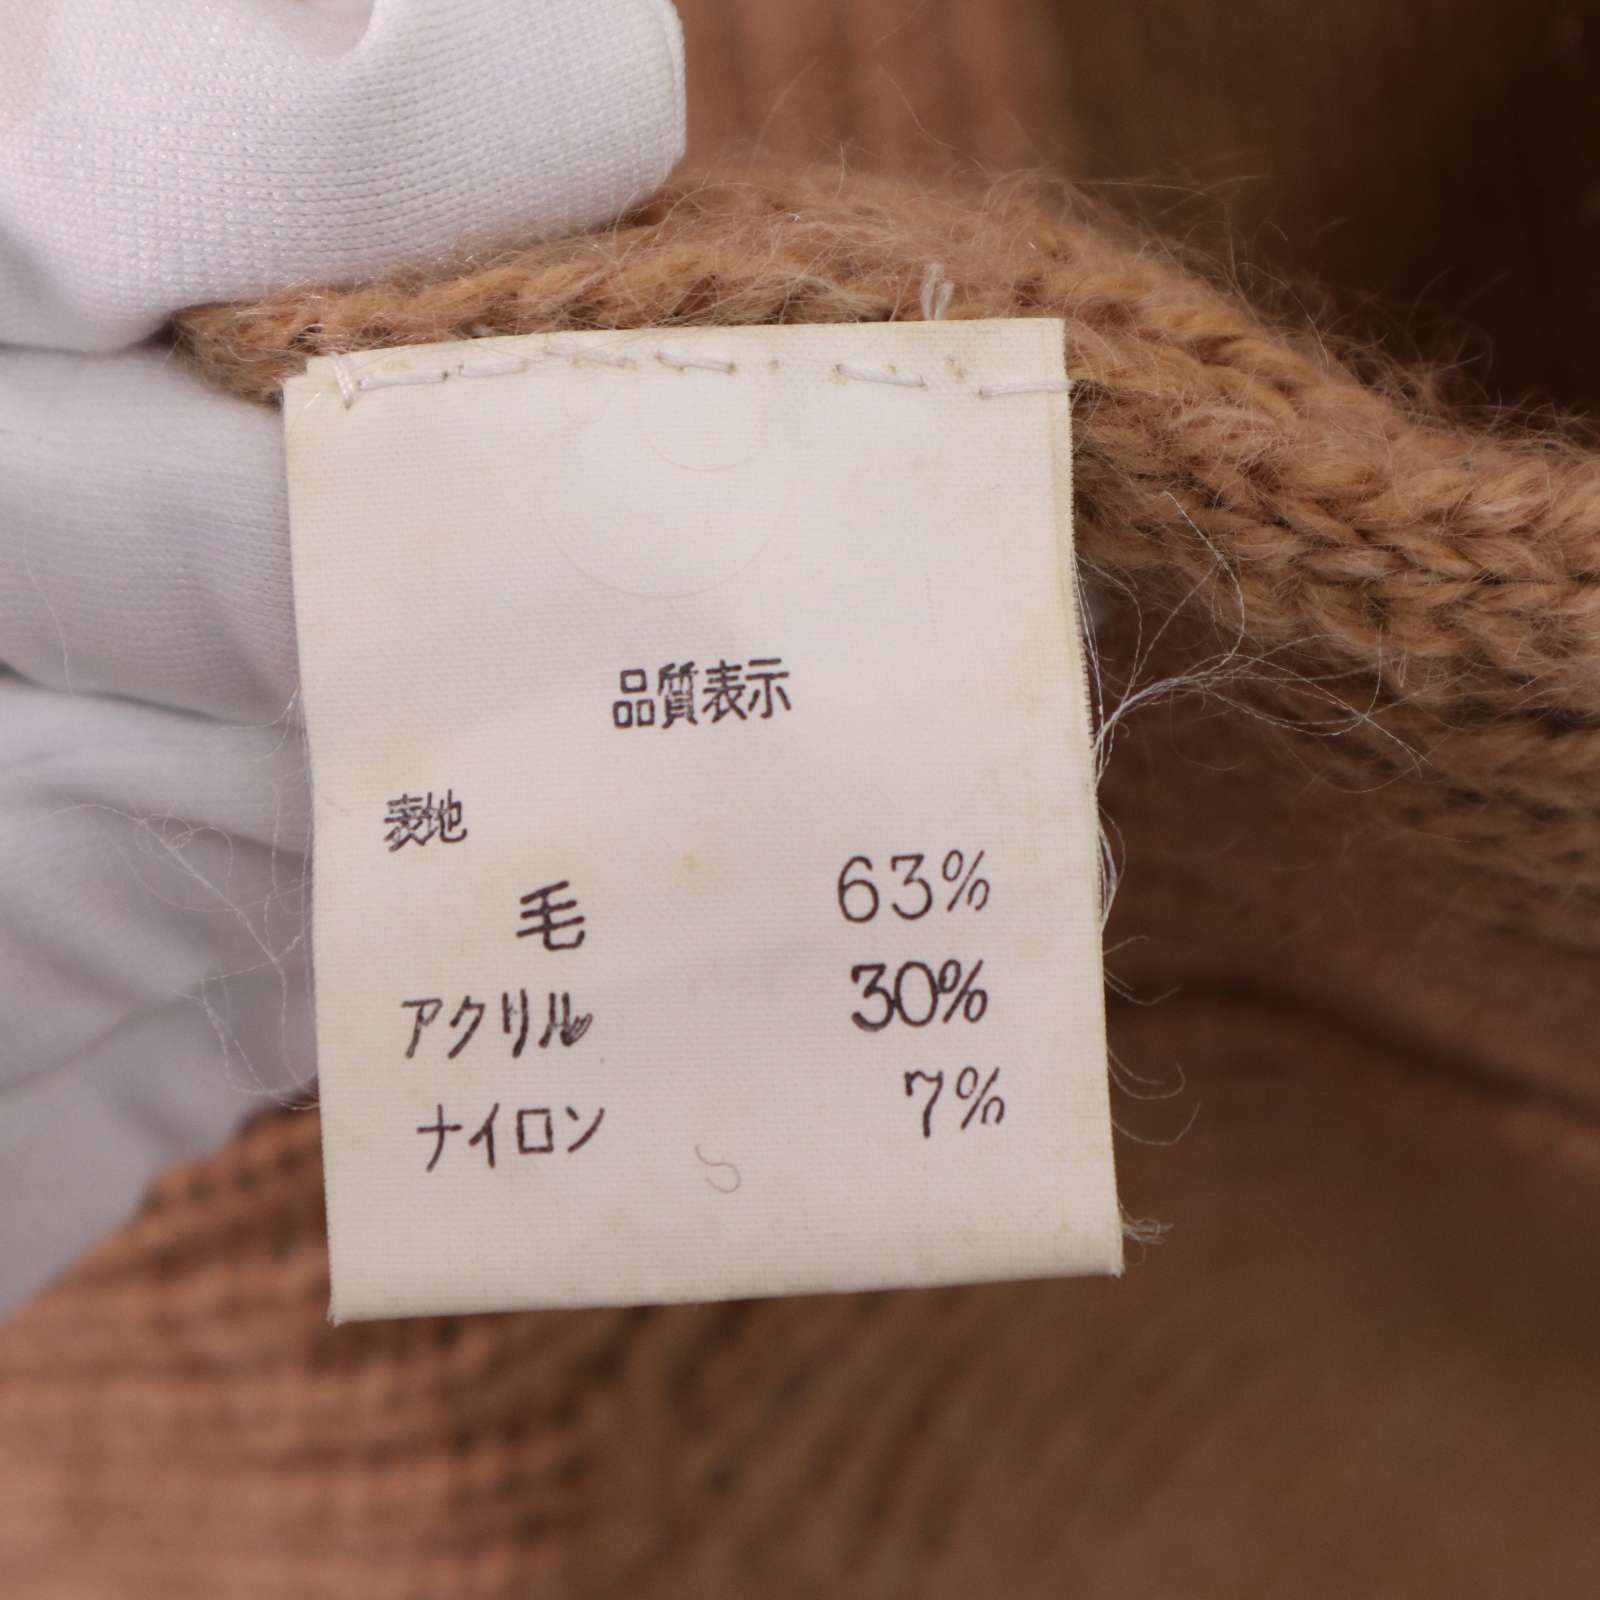 品質表示
表地
毛 63%
アクリル 30%
ナイロン 7%